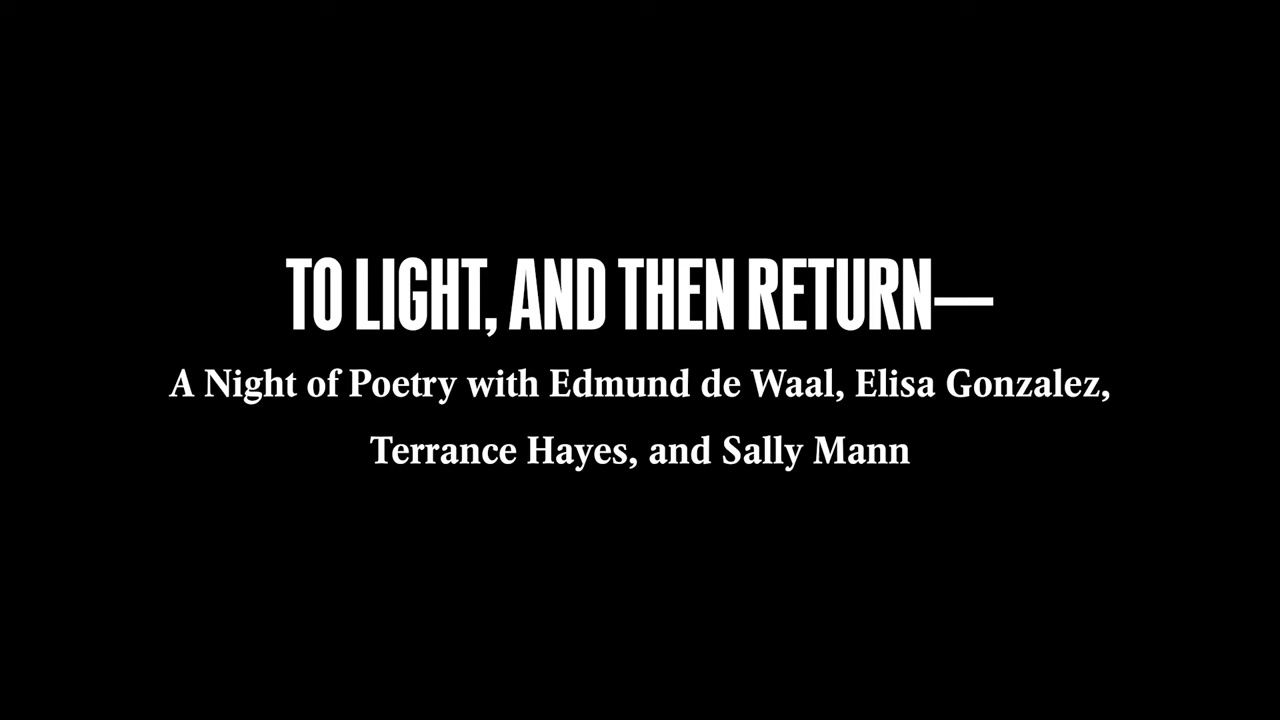 TO LIGHT, AND THEN RETURN—
A Night of Poetry with Edmund de Waal, Elisa Gonzalez,
Terrance Hayes, and Sally Mann